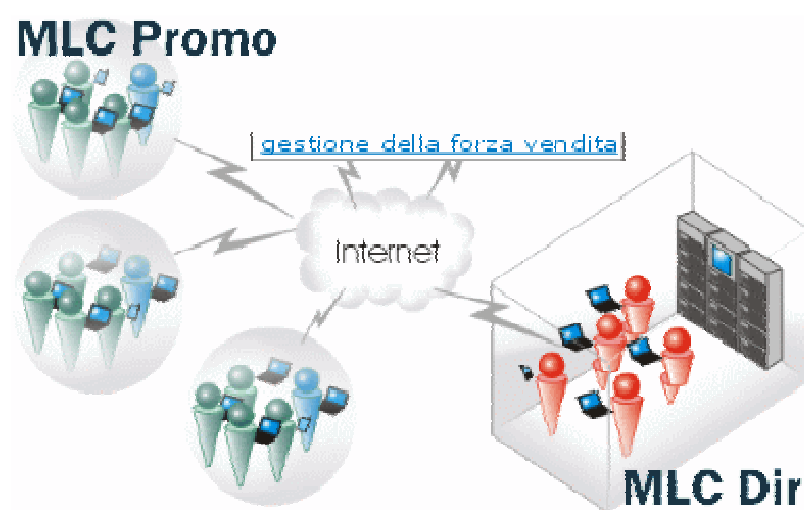 MLC Promo
gestione della forza vendita
internet
MLC Dir